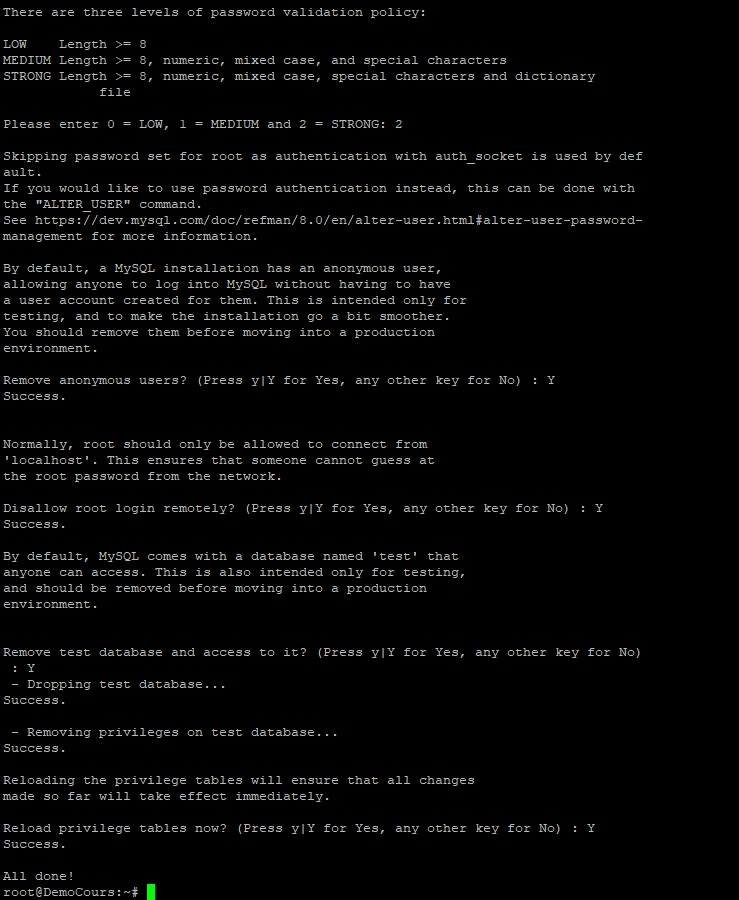 There are three levels of password validation policy:
LOW    Length >= 8
MEDIUM Length >= 8, numeric, mixed case, and special characters
STRONG Length >= 8, numeric, mixed case, special characters and dictionary
            file
Please enter 0 = LOW, 1 = MEDIUM and 2 = STRONG: 2
Skipping password set for root as authentication with auth_socket is used by def
ault.
If you would like to use password authentication instead, this can be done with
the "ALTER_USER" command.
See https://dev.mysql.com/doc/refman/8.0/en/alter-user.html#alter-user-password-
management for more information.
By default, a MySQL installation has an anonymous user,
allowing anyone to log into MySQL without having to have
a user account created for them. This is intended only for
testing, and to make the installation go a bit smoother.
You should remove them before moving into a production
environment.
Remove anonymous users? (Press y|Y for Yes, any other key for No) : Y
Success.
Normally, root should only be allowed to connect from
'localhost'. This ensures that someone cannot guess at
the root password from the network.
Disallow root login remotely? (Press y|Y for Yes, any other key for No) : Y
Success.
By default, MySQL comes with a database named 'test' that
anyone can access. This is also intended only for testing,
and should be removed before moving into a production
environment.
Remove test database and access to it? (Press y|Y for Yes, any other key for No)
 : Y
 - Dropping test database...
Success.
 - Removing privileges on test database...
Success.
Reloading the privilege tables will ensure that all changes
made so far will take effect immediately.
Reload privilege tables now? (Press y|Y for Yes, any other key for No) : Y
Success.
All done!
root@DemoCours:~#